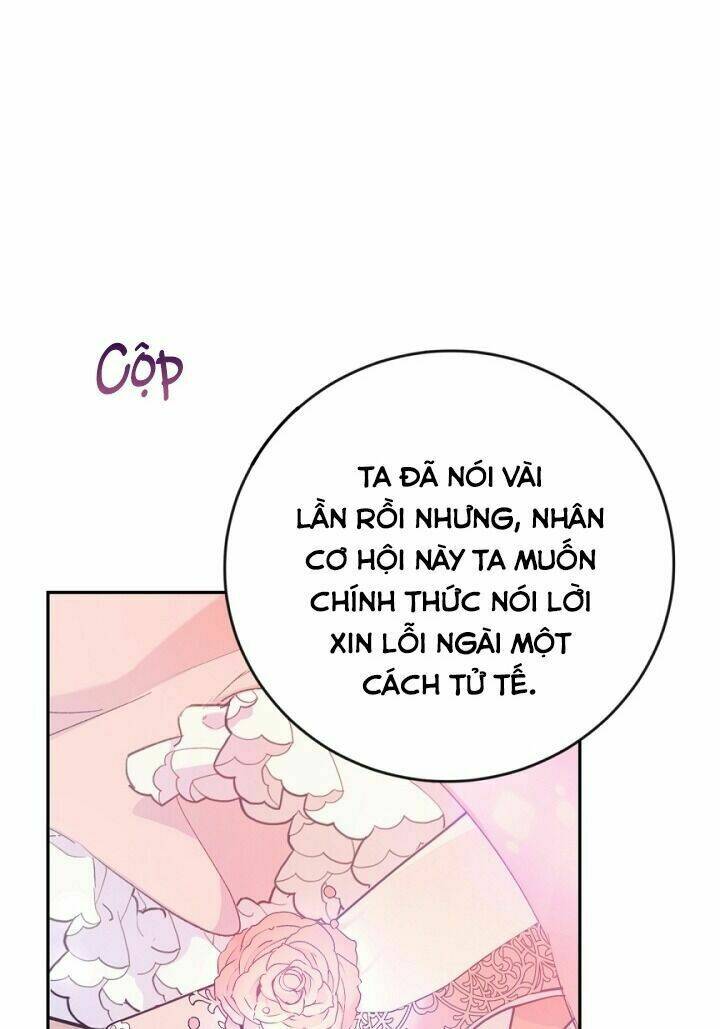 Cộp
TA ĐÃ NÓI VÀI
LẦN RỒI NHƯNG, NHÂN
CƠ HỘI NÀY TA MUỐN
CHÍNH THỨC NÓI LỜI
XIN LỖI NGÀI MỘT
CÁCH TỬ TẾ.